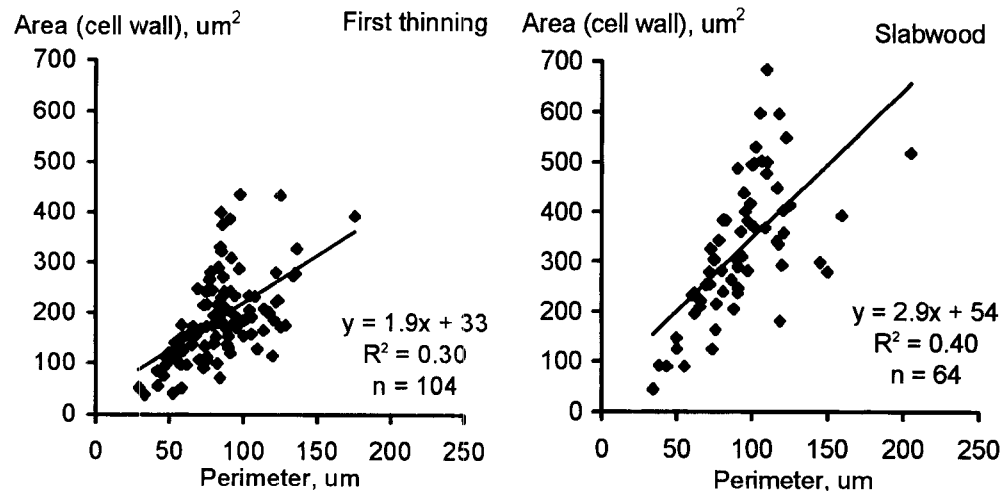 Area (cell wall), um²
First thinning
700
600
500
400
300
200
100
0
y = 1.9x + 33
R² = 0.30
n = 104
0 50 100 150 200 250
Perimeter, um
Area (cell wall), um²
Slabwood
700
600
500
400
300
200
100
0
y = 2.9x + 54
R² = 0.40
n = 64
0 50 100 150 200 250
Perimeter, um